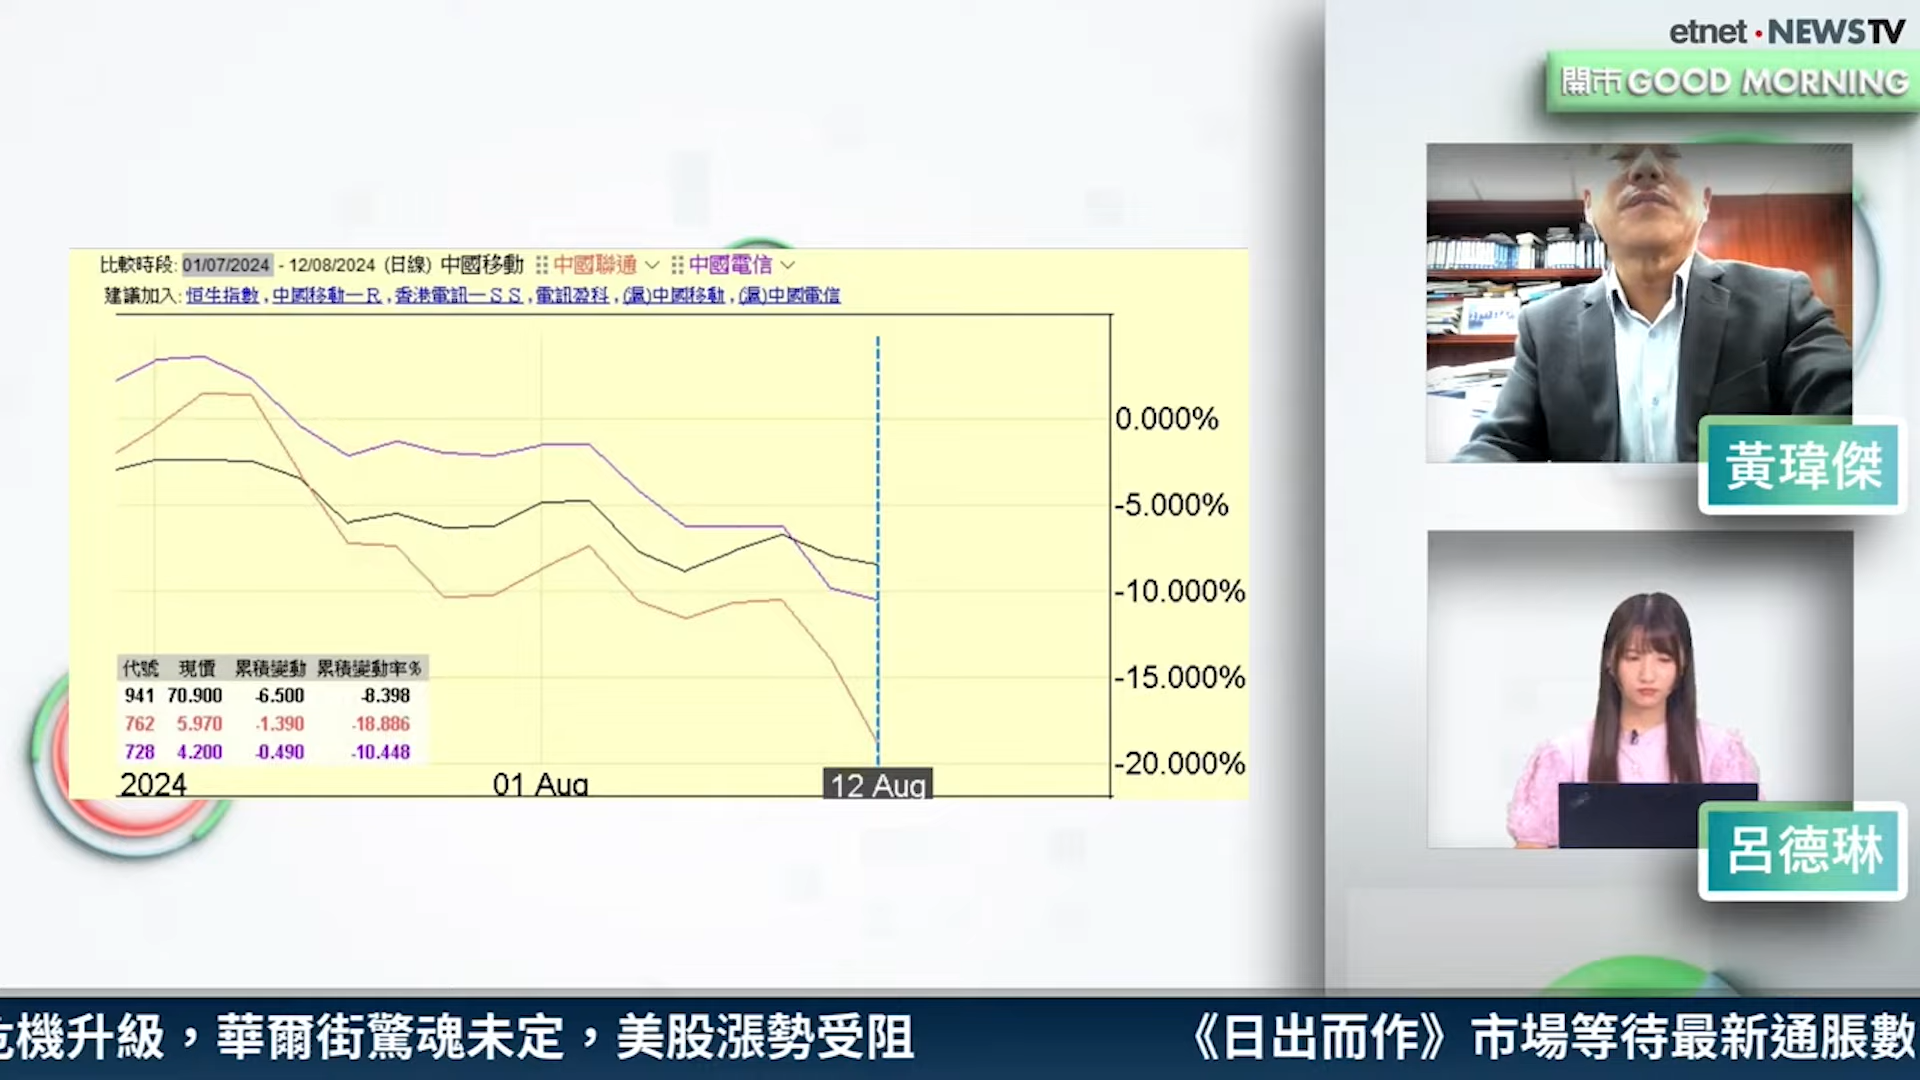 etnet·NEWSTV
開市GOOD MORNING
比較時段: 01/07/2024 - 12/08/2024 (日線) 中國移動 中國聯通 中國電信
建議加入: 恒生指數, 中國移動－Ｒ, 香港電訊－ＳＳ, 電訊盈科, (滬)中國移動, (滬)中國電信
0.000%
-5.000%
-10.000%
-15.000%
-20.000%
代號 現價 累積變動 累積變動率%
941 70.900 -6.500 -8.398
762 5.970 -1.390 -18.886
728 4.200 -0.490 -10.448
2024 01 Aug 12 Aug
黃瑋傑
呂德琳
危機升級，華爾街驚魂未定，美股漲勢受阻 《日出而作》市場等待最新通脹數